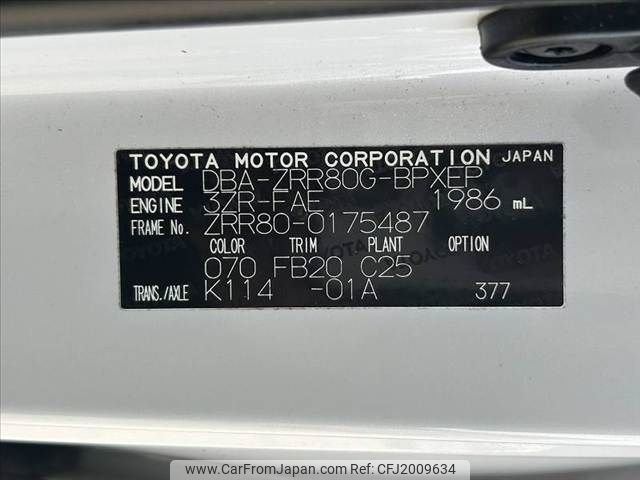 TOYOTA MOTOR CORPORATION JAPAN
MODEL DBA-ZRR80G-BPXEP
ENGINE 3ZR-FAE 1986 mL
FRAME No. ZRR80-0175487
COLOR TRIM PLANT OPTION
070 FB20 C25
TRANS./AXLE K114 -01A 377
www.CarFromJapan.com | CFJ2009634